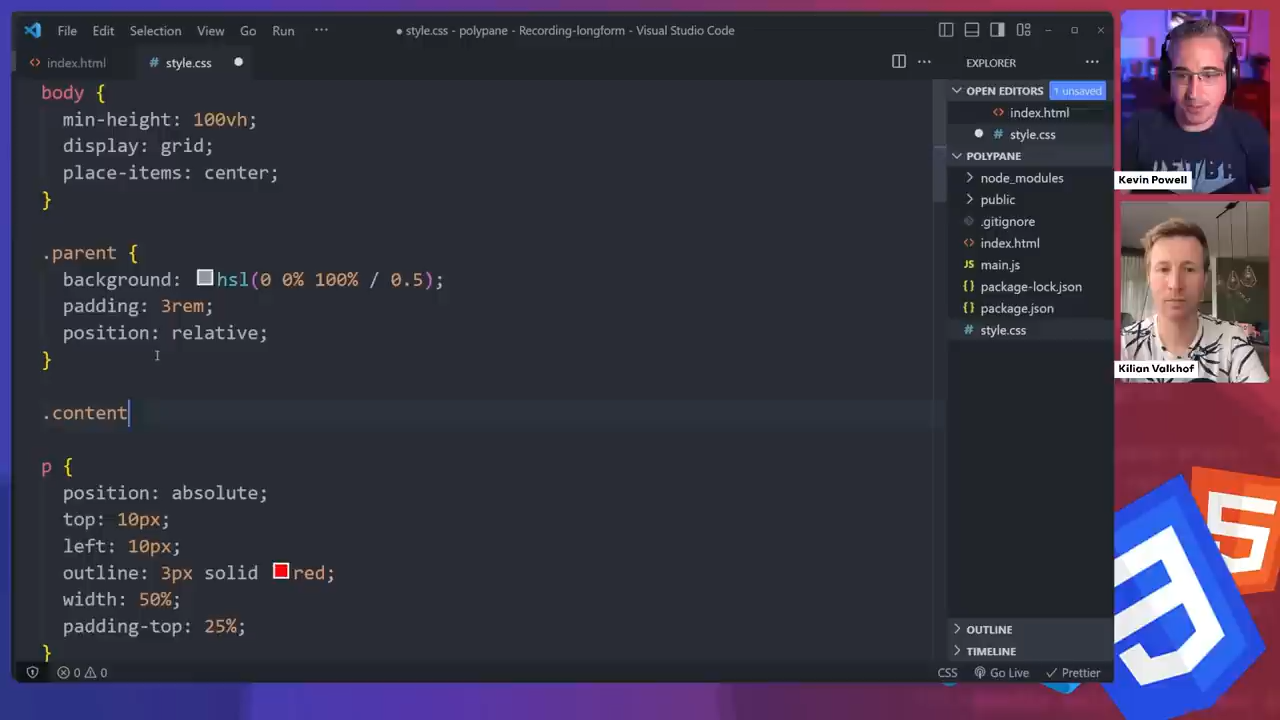 File Edit Selection View Go Run ··· ● style.css - polypane - Recording-longform - Visual Studio Code
index.html # style.css
body {
min-height: 100vh;
display: grid;
place-items: center;
}
.parent {
background: hsl(0 0% 100% / 0.5);
padding: 3rem;
position: relative;
}
.content
p {
position: absolute;
top: 10px;
left: 10px;
outline: 3px solid red;
width: 50%;
padding-top: 25%;
}
EXPLORER
OPEN EDITORS 1 unsaved
index.html
# style.css
POLYPANE
node_modules
public
.gitignore
index.html
JS main.js
{} package-lock.json
{} package.json
# style.css
OUTLINE
TIMELINE
0 0 CSS Go Live Prettier
Kevin Powell
Kilian Valkhof
3
5